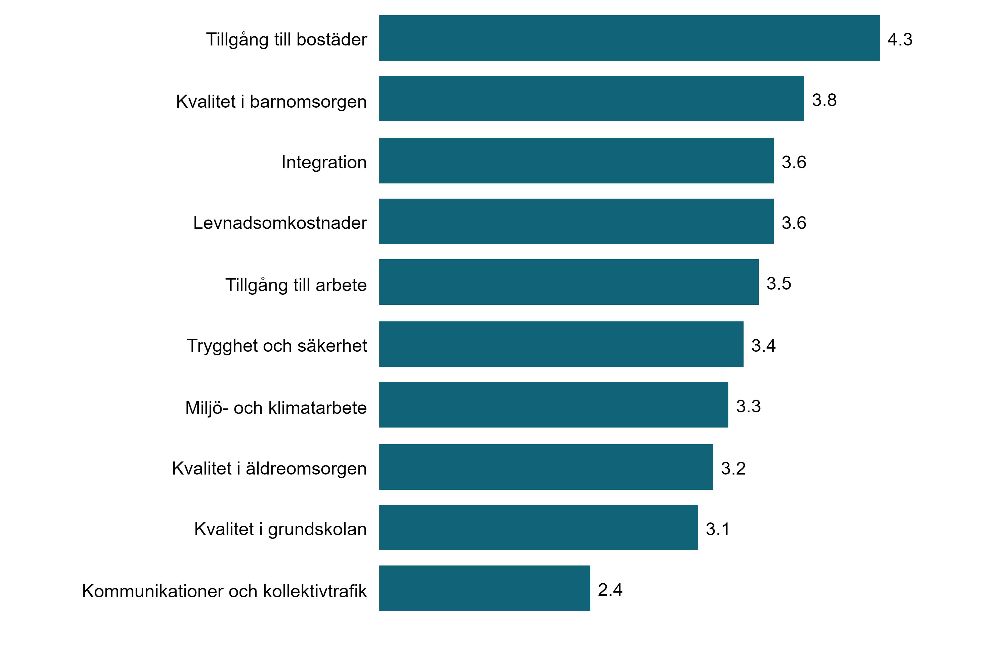 Tillgång till bostäder 4.3
Kvalitet i barnomsorgen 3.8
Integration 3.6
Levnadsomkostnader 3.6
Tillgång till arbete 3.5
Trygghet och säkerhet 3.4
Miljö- och klimatarbete 3.3
Kvalitet i äldreomsorgen 3.2
Kvalitet i grundskolan 3.1
Kommunikationer och kollektivtrafik 2.4